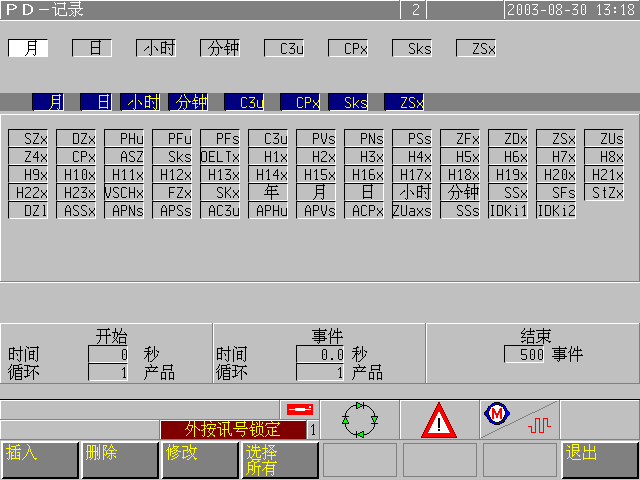 PD-记录 2 2003-08-30 13:18
月 日 小时 分钟 C3u CPx Sks ZSx
月 日 小时 分钟 C3u CPx Sks ZSx
SZx DZx PHu PFu PFs C3u PVs PNs PSs ZFx ZDx ZSx ZUs
Z4x CPx ASZ Sks DELTx H1x H2x H3x H4x H5x H6x H7x H8x
H9x H10x H11x H12x H13x H14x H15x H16x H17x H18x H19x H20x H21x
H22x H23x VSCHx FZx SKx 年 月 日 小时 分钟 SSx SFs StZx
DZl ASSx APNs APSs AC3u APHu APVs ACPx ZUaxs SSs IDKi1 IDKi2
开始 事件 结束
时间 0 秒 时间 0.0 秒 500 事件
循环 1 产品 循环 1 产品
外按讯号锁定 1 M
插入 删除 修改 选择 退出
所有